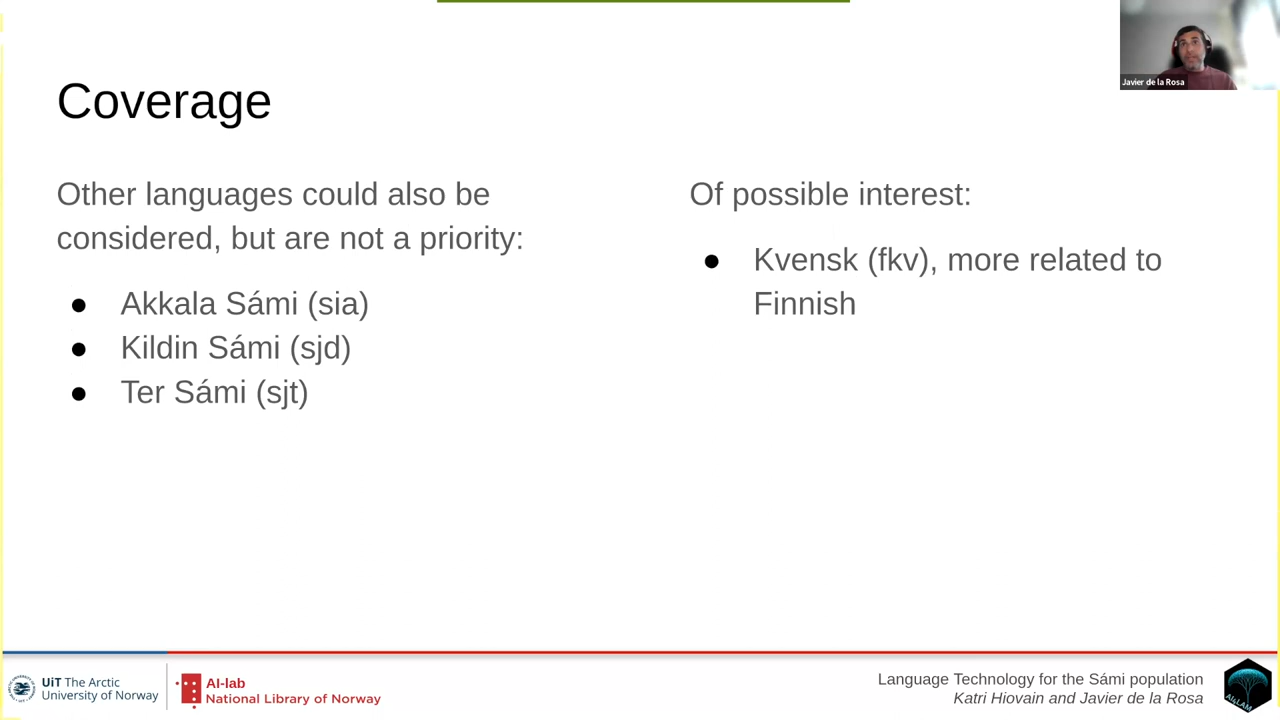 Javier de la Rosa
Coverage
Other languages could also be
considered, but are not a priority:
● Akkala Sámi (sia)
● Kildin Sámi (sjd)
● Ter Sámi (sjt)
Of possible interest:
● Kvensk (fkv), more related to
Finnish
UiT The Arctic
University of Norway
AI-lab
National Library of Norway
Language Technology for the Sámi population
Katri Hiovain and Javier de la Rosa
AI4LAM